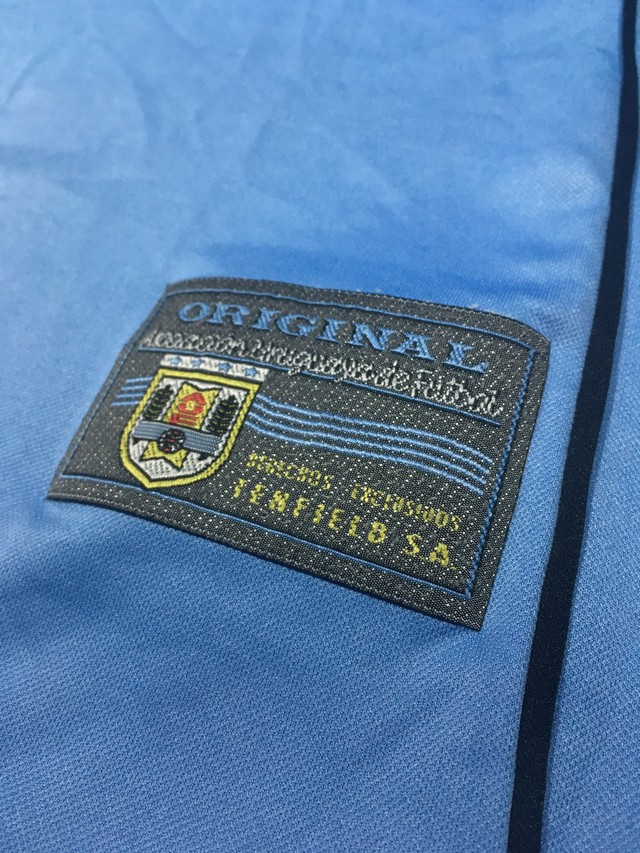 ORIGINAL
Asociación Uruguaya de Fútbol
DERECHOS EXCLUSIVOS
TENFIELD S.A